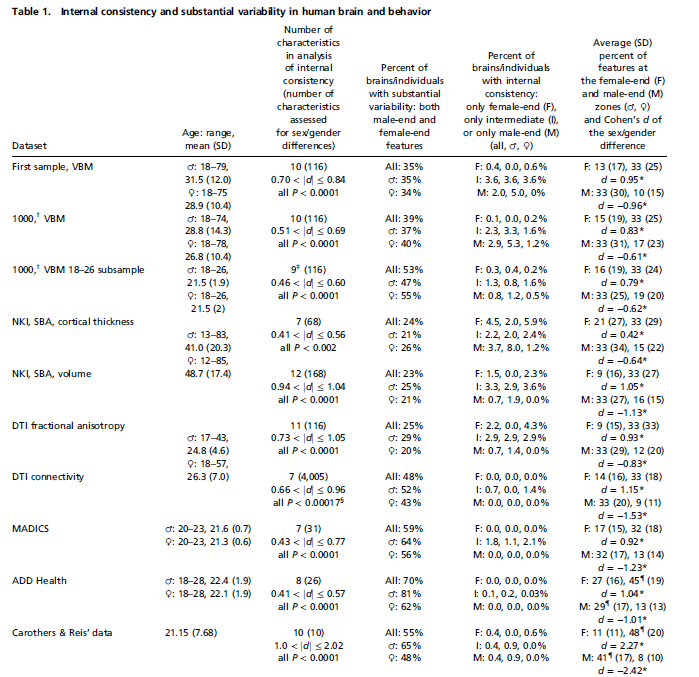 Table 1. Internal consistency and substantial variability in human brain and behavior
Number of
characteristics Average (SD)
in analysis Percent of percent of
of internal Percent of brains/individuals features at
consistency brains/individuals with internal the female-end (F)
(number of with substantial consistency: and male-end (M)
characteristics variability: both only female-end (F), zones (♂, ♀)
assessed male-end and only intermediate (I), and Cohen's d of
Age: range, for sex/gender female-end or only male-end (M) the sex/gender
Dataset mean (SD) differences) features (all, ♂, ♀) difference
First sample, VBM ♂: 18–79, 10 (116) All: 35% F: 0.4, 0.0, 0.6% F: 13 (17), 33 (25)
31.5 (12.0) 0.70 < |d| ≤ 0.84 ♂: 35% I: 3.6, 3.6, 3.6% d = 0.95*
♀: 18–75 all P < 0.0001 ♀: 34% M: 2.0, 5.0, 0% M: 33 (30), 10 (15)
28.9 (10.4) d = −0.96*
1000,† VBM ♂: 18–74, 10 (116) All: 39% F: 0.1, 0.0, 0.2% F: 15 (19), 33 (25)
28.8 (14.3) 0.51 < |d| ≤ 0.69 ♂: 37% I: 2.3, 3.3, 1.6% d = 0.83*
♀: 18–78, all P < 0.0001 ♀: 40% M: 2.9, 5.3, 1.2% M: 33 (31), 17 (23)
26.8 (10.4) d = −0.61*
1000,† VBM 18–26 subsample ♂: 18–26, 9‡ (116) All: 53% F: 0.3, 0.4, 0.2% F: 16 (19), 33 (24)
21.5 (1.9) 0.46 < |d| ≤ 0.60 ♂: 47% I: 1.3, 0.8, 1.6% d = 0.79*
♀: 18–26, all P < 0.0001 ♀: 55% M: 0.8, 1.2, 0.5% M: 33 (25), 19 (20)
21.5 (2) d = −0.62*
NKI, SBA, cortical thickness ♂: 13–83, 7 (68) All: 24% F: 4.5, 2.0, 5.9% F: 21 (27), 33 (29)
41.0 (20.3) 0.41 < |d| ≤ 0.56 ♂: 21% I: 2.2, 2.0, 2.4% d = 0.42*
♀: 12–85, all P < 0.002 ♀: 26% M: 3.7, 8.0, 1.2% M: 33 (34), 15 (22)
d = −0.64*
NKI, SBA, volume 48.7 (17.4) 12 (168) All: 23% F: 1.5, 0.0, 2.3% F: 9 (16), 33 (27)
0.94 < |d| ≤ 1.04 ♂: 25% I: 3.3, 2.9, 3.6% d = 1.05*
all P < 0.0001 ♀: 21% M: 0.7, 1.9, 0.0% M: 33 (27), 16 (15)
d = −1.13*
DTI fractional anisotropy 11 (116) All: 25% F: 2.2, 0.0, 4.3% F: 9 (15), 33 (33)
♂: 17–43, 0.73 < |d| ≤ 1.05 ♂: 29% I: 2.9, 2.9, 2.9% d = 0.93*
24.8 (4.6) all P < 0.0001 ♀: 20% M: 0.7, 1.4, 0.0% M: 33 (29), 12 (20)
♀: 18–57, d = −0.83*
DTI connectivity 26.3 (7.0) 7 (4,005) All: 48% F: 0.0, 0.0, 0.0% F: 14 (16), 33 (18)
0.66 < |d| ≤ 0.96 ♂: 52% I: 0.7, 0.0, 1.4% d = 1.15*
all P < 0.00017§ ♀: 43% M: 0.0, 0.0, 0.0% M: 33 (20), 9 (11)
d = −1.53*
MADICS ♂: 20–23, 21.6 (0.7) 7 (31) All: 59% F: 0.0, 0.0, 0.0% F: 17 (15), 32 (18)
♀: 20–23, 21.3 (0.6) 0.43 < |d| ≤ 0.77 ♂: 64% I: 1.8, 1.1, 2.1% d = 0.92*
all P < 0.0001 ♀: 56% M: 0.0, 0.0, 0.0% M: 32 (17), 13 (14)
d = −1.23*
ADD Health ♂: 18–28, 22.4 (1.9) 8 (26) All: 70% F: 0.0, 0.0, 0.0% F: 27 (16), 45¶ (19)
♀: 18–28, 22.1 (1.9) 0.41 < |d| ≤ 0.57 ♂: 81% I: 0.1, 0.2, 0.03% d = 1.04*
all P < 0.0001 ♀: 62% M: 0.0, 0.0, 0.0% M: 29¶ (17), 13 (13)
d = −1.01*
Carothers & Reis' data 21.15 (7.68) 10 (10) All: 55% F: 0.4, 0.0, 0.6% F: 11 (11), 48¶ (20)
1.0 < |d| ≤ 2.02 ♂: 65% I: 0.4, 0.9, 0.0% d = 2.27*
all P < 0.0001 ♀: 48% M: 0.4, 0.9, 0.0% M: 41¶ (17), 8 (10)
d = −2.42*